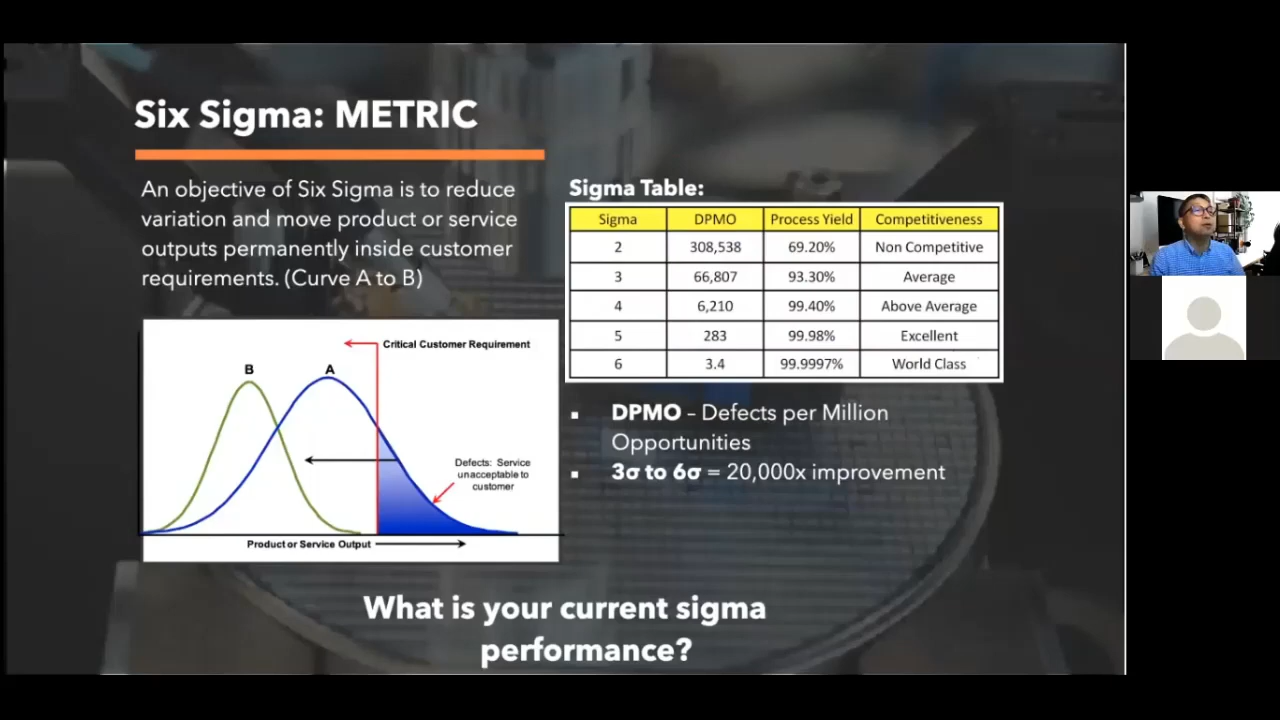 Six Sigma: METRIC
An objective of Six Sigma is to reduce
variation and move product or service
outputs permanently inside customer
requirements. (Curve A to B)
Critical Customer Requirement
B
A
Defects: Service
unacceptable to
customer
Product or Service Output
Sigma Table:
Sigma DPMO Process Yield Competitiveness
2 308,538 69.20% Non Competitive
3 66,807 93.30% Average
4 6,210 99.40% Above Average
5 283 99.98% Excellent
6 3.4 99.9997% World Class
▪ DPMO – Defects per Million
Opportunities
▪ 3σ to 6σ = 20,000x improvement
What is your current sigma
performance?